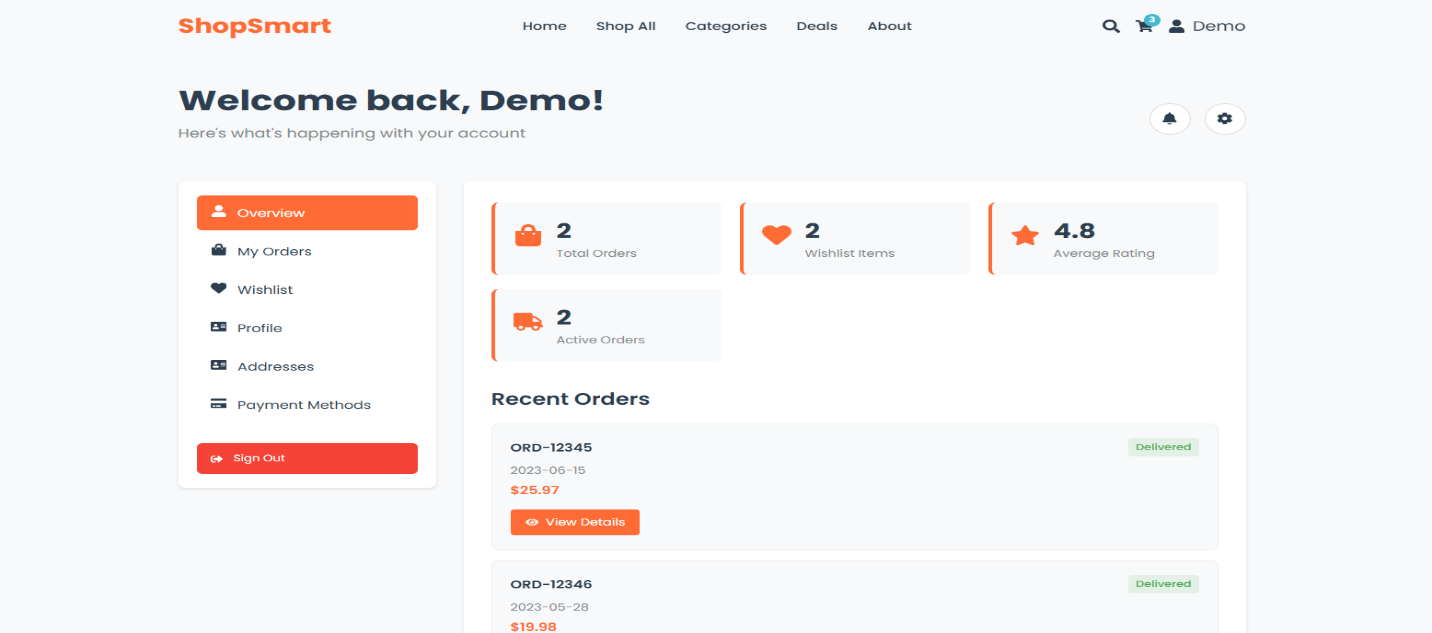 ShopSmart
Home Shop All Categories Deals About
3
Demo
Welcome back, Demo!
Here's what's happening with your account
Overview
My Orders
Wishlist
Profile
Addresses
Payment Methods
Sign Out
2
Total Orders
2
Wishlist Items
4.8
Average Rating
2
Active Orders
Recent Orders
ORD-12345
Delivered
2023-06-15
$25.97
View Details
ORD-12346
Delivered
2023-05-28
$19.98